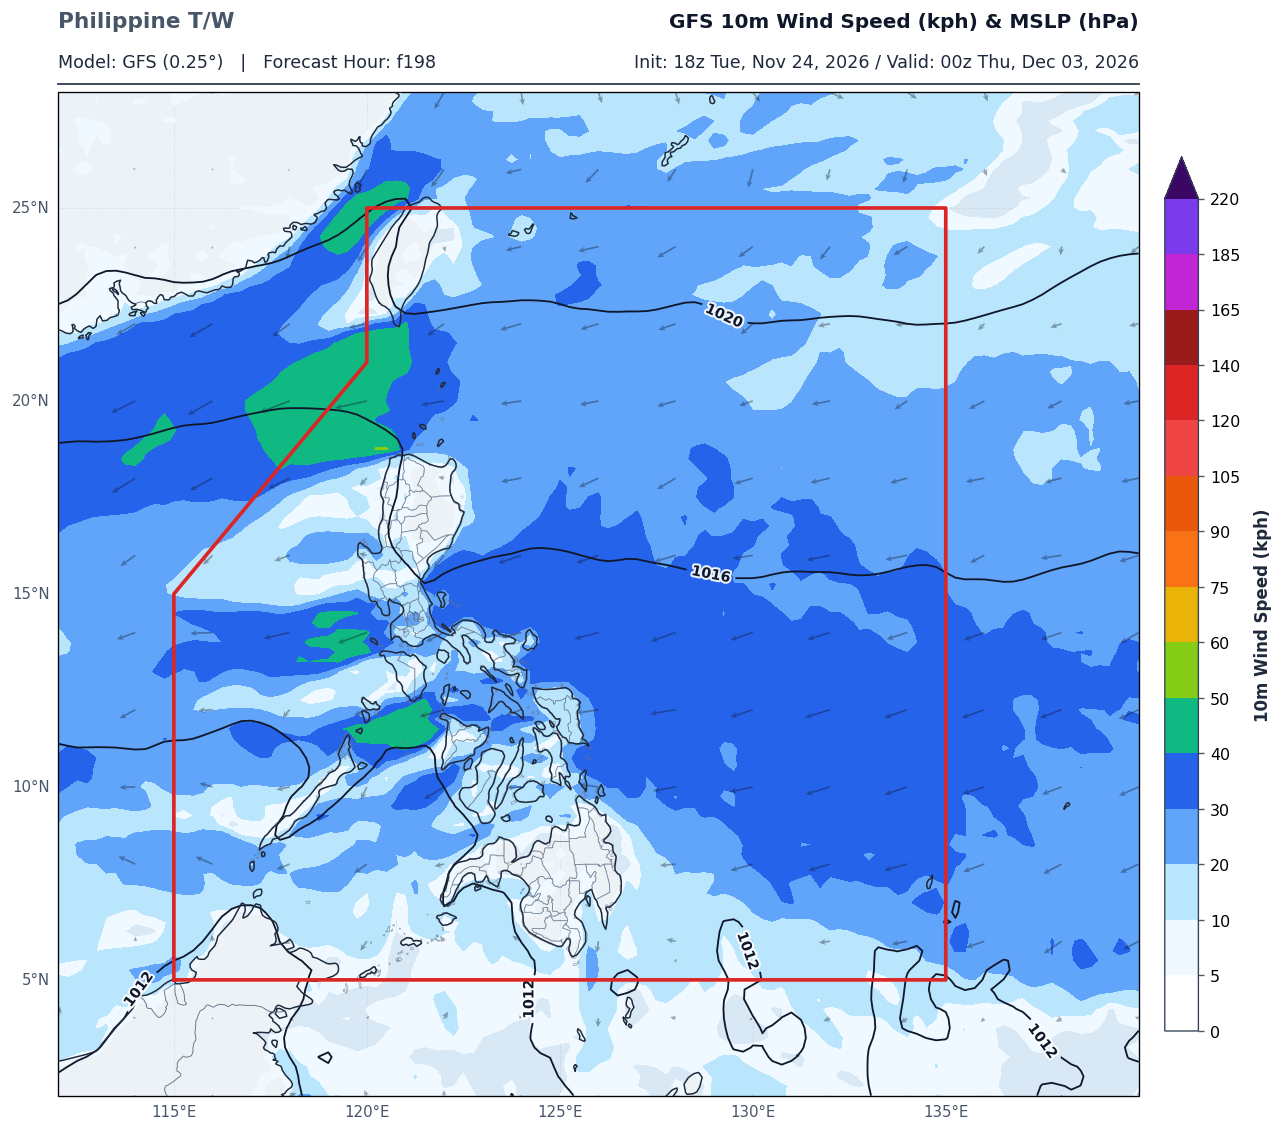 Philippine T/W
GFS 10m Wind Speed (kph) & MSLP (hPa)
Model: GFS (0.25°) | Forecast Hour: f198
Init: 18z Tue, Nov 24, 2026 / Valid: 00z Thu, Dec 03, 2026
25°N
20°N
15°N
10°N
5°N
115°E
120°E
125°E
130°E
135°E
1020
1016
1012
1012
1012
1012
220
185
165
140
120
105
90
75
60
50
40
30
20
10
5
0
10m Wind Speed (kph)